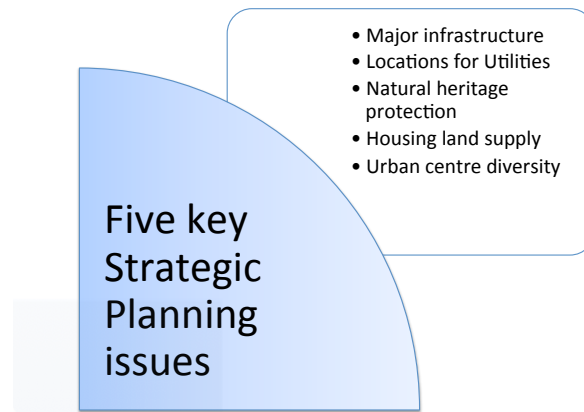 • Major infrastructure
• Locations for Utilities
• Natural heritage
protection
• Housing land supply
• Urban centre diversity
Five key
Strategic
Planning
issues